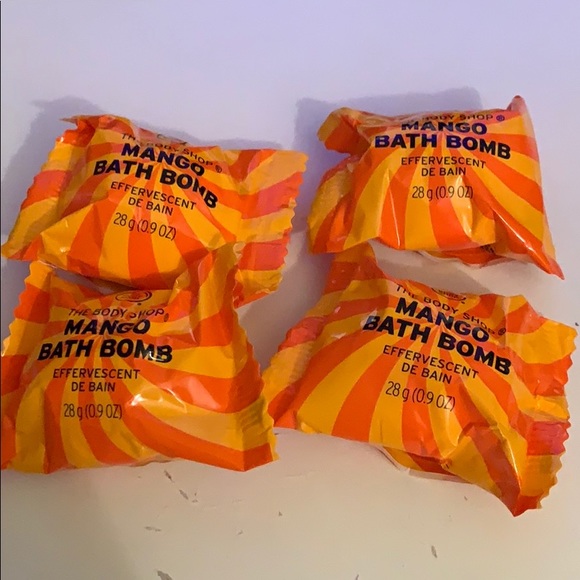 THE BODY SHOP®
MANGO
BATH BOMB
EFFERVESCENT
DE BAIN
28 g (0.9 OZ)
BODY SHOP®
MANGO
BATH BOMB
EFFERVESCENT
DE BAIN
28 g (0.9 OZ)
THE BODY SHOP®
MANGO
BATH BOMB
EFFERVESCENT
DE BAIN
28 g (0.9 OZ)
THE BODY SHOP®
MANGO
BATH BOMB
EFFERVESCENT
DE BAIN
28 g (0.9 OZ)